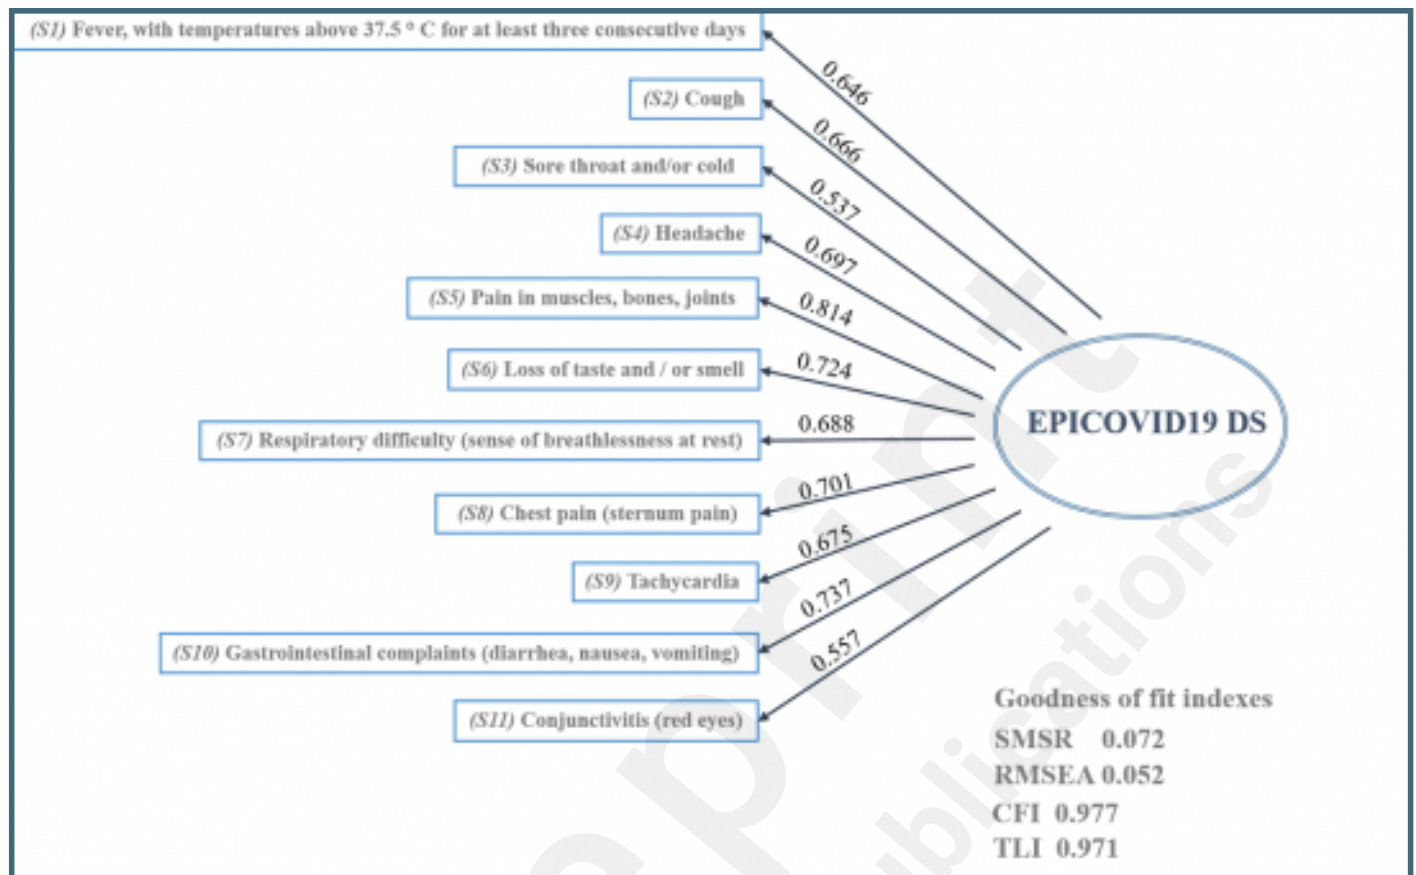 (S1) Fever, with temperatures above 37.5 ° C for at least three consecutive days
0.646
(S2) Cough
0.666
(S3) Sore throat and/or cold
0.537
(S4) Headache
0.697
(S5) Pain in muscles, bones, joints
0.814
(S6) Loss of taste and / or smell
0.724
(S7) Respiratory difficulty (sense of breathlessness at rest)
0.688
EPICOVID19 DS
(S8) Chest pain (sternum pain)
0.701
(S9) Tachycardia
0.675
(S10) Gastrointestinal complaints (diarrhea, nausea, vomiting)
0.737
(S11) Conjunctivitis (red eyes)
0.557
Goodness of fit indexes
SMSR 0.072
RMSEA 0.052
CFI 0.977
TLI 0.971